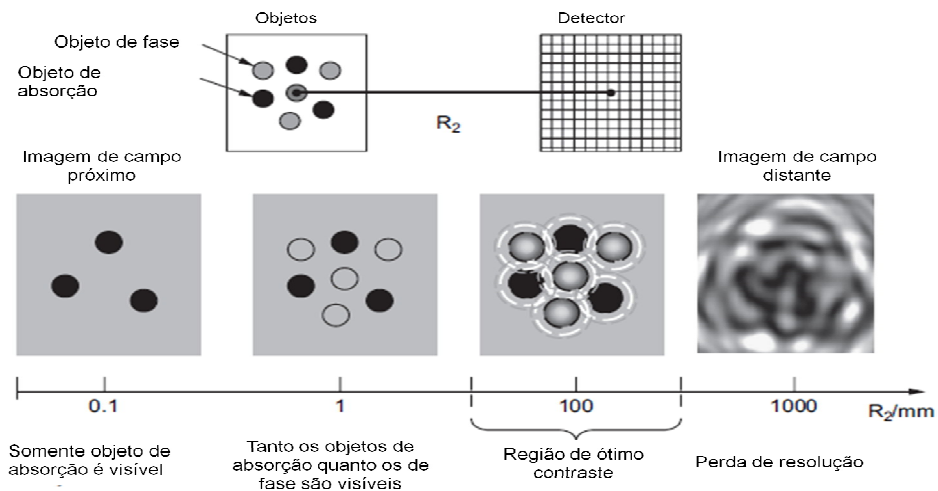 Objetos
Detector
Objeto de fase
Objeto de
absorção
R₂
Imagem de campo
próximo
Imagem de campo
distante
0.1
1
100
1000
R₂/mm
Somente objeto de
absorção é visível
Tanto os objetos de
absorção quanto os de
fase são visíveis
Região de ótimo
contraste
Perda de resolução